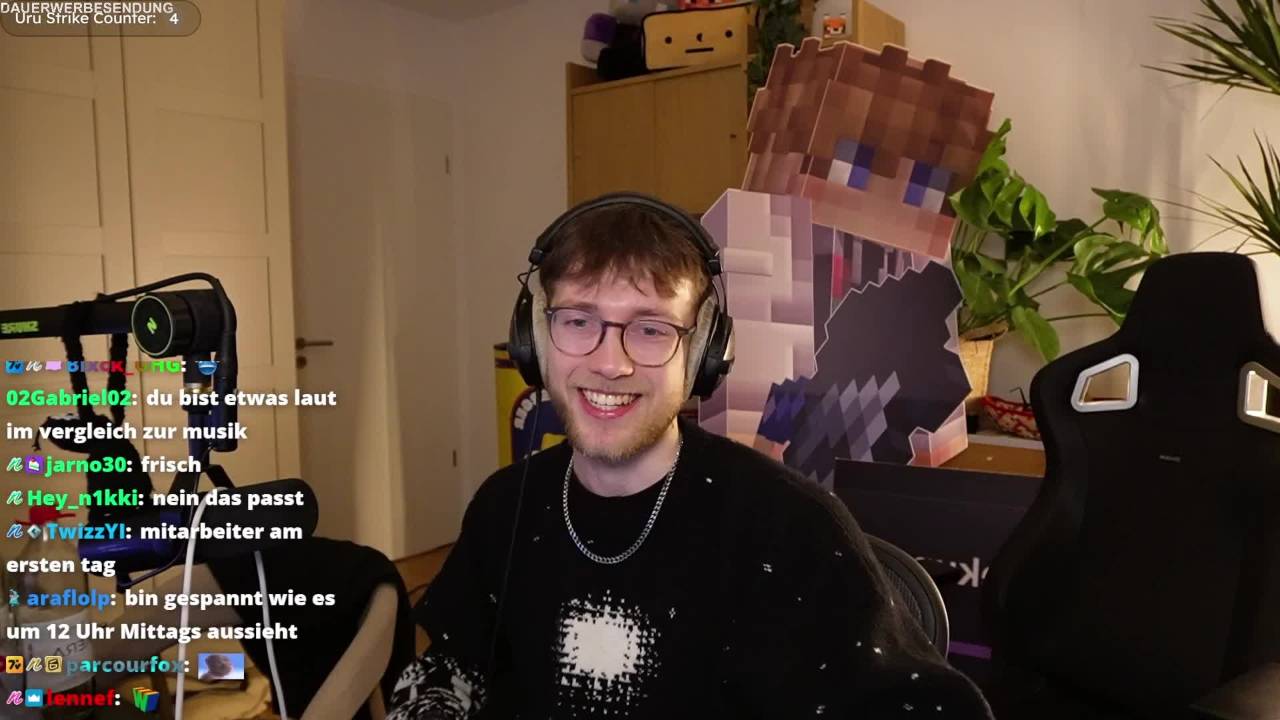 DAUERWERBESENDUNG
Uru Strike Counter: 4
02Gabriel02: du bist etwas laut
im vergleich zur musik
jarno30: frisch
Hey_n1kki: nein das passt
TwizzYl: mitarbeiter am
ersten tag
araflolp: bin gespannt wie es
um 12 Uhr Mittags aussieht
parcourfox:
lennef: